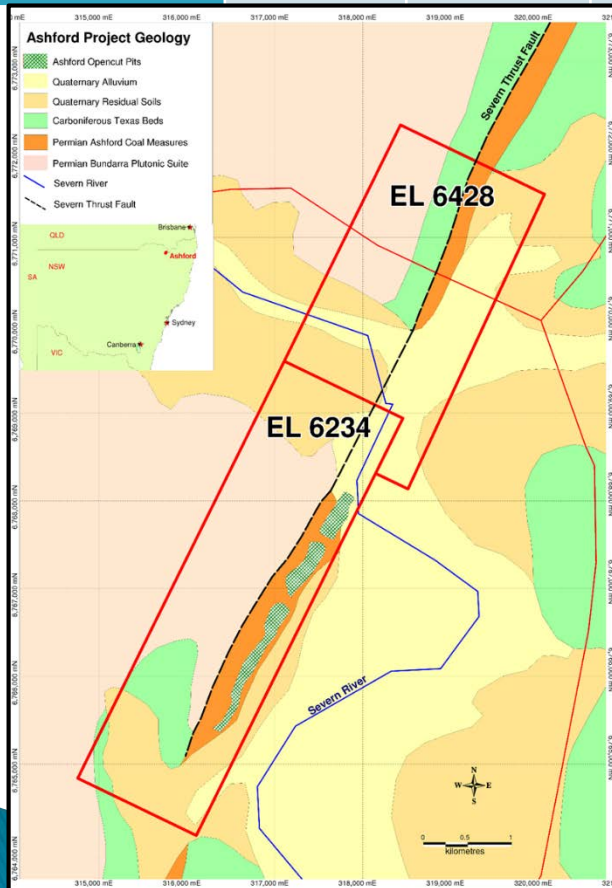 mE 315,000 mE 316,000 mE 317,000 mE 318,000 mE 319,000 mE 320,000 mE
Ashford Project Geology
Ashford Opencut Pits
Quaternary Alluvium
Quaternary Residual Soils
Carboniferous Texas Beds
Permian Ashford Coal Measures
Permian Bundarra Plutonic Suite
Severn River
Severn Thrust Fault
QLD
Brisbane
Ashford
NSW
SA
Sydney
Canberra
VIC
Severn Thrust Fault
EL 6428
EL 6234
Severn River
N
W E
S
0 0.5 1
kilometres
6,773,000 mN
6,772,000 mN
6,771,000 mN
6,770,000 mN
6,769,000 mN
6,768,000 mN
6,767,000 mN
6,766,000 mN
6,765,000 mN
6,764,000 mN
315,000 mE 316,000 mE 317,000 mE 318,000 mE 319,000 mE 320,000 mE